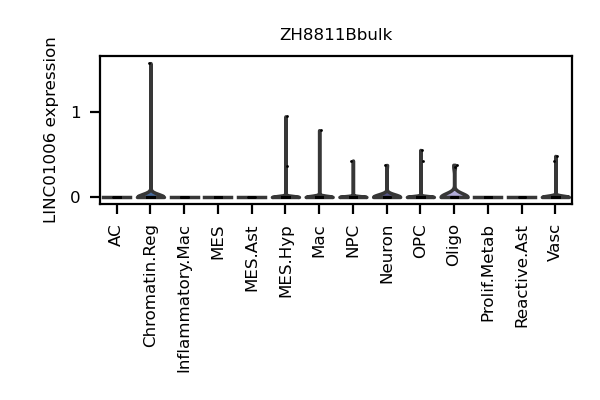 ZH8811Bbulk
LINC01006 expression
1
0
AC
Chromatin.Reg
Inflammatory.Mac
MES
MES.Ast
MES.Hyp
Mac
NPC
Neuron
OPC
Oligo
Prolif.Metab
Reactive.Ast
Vasc